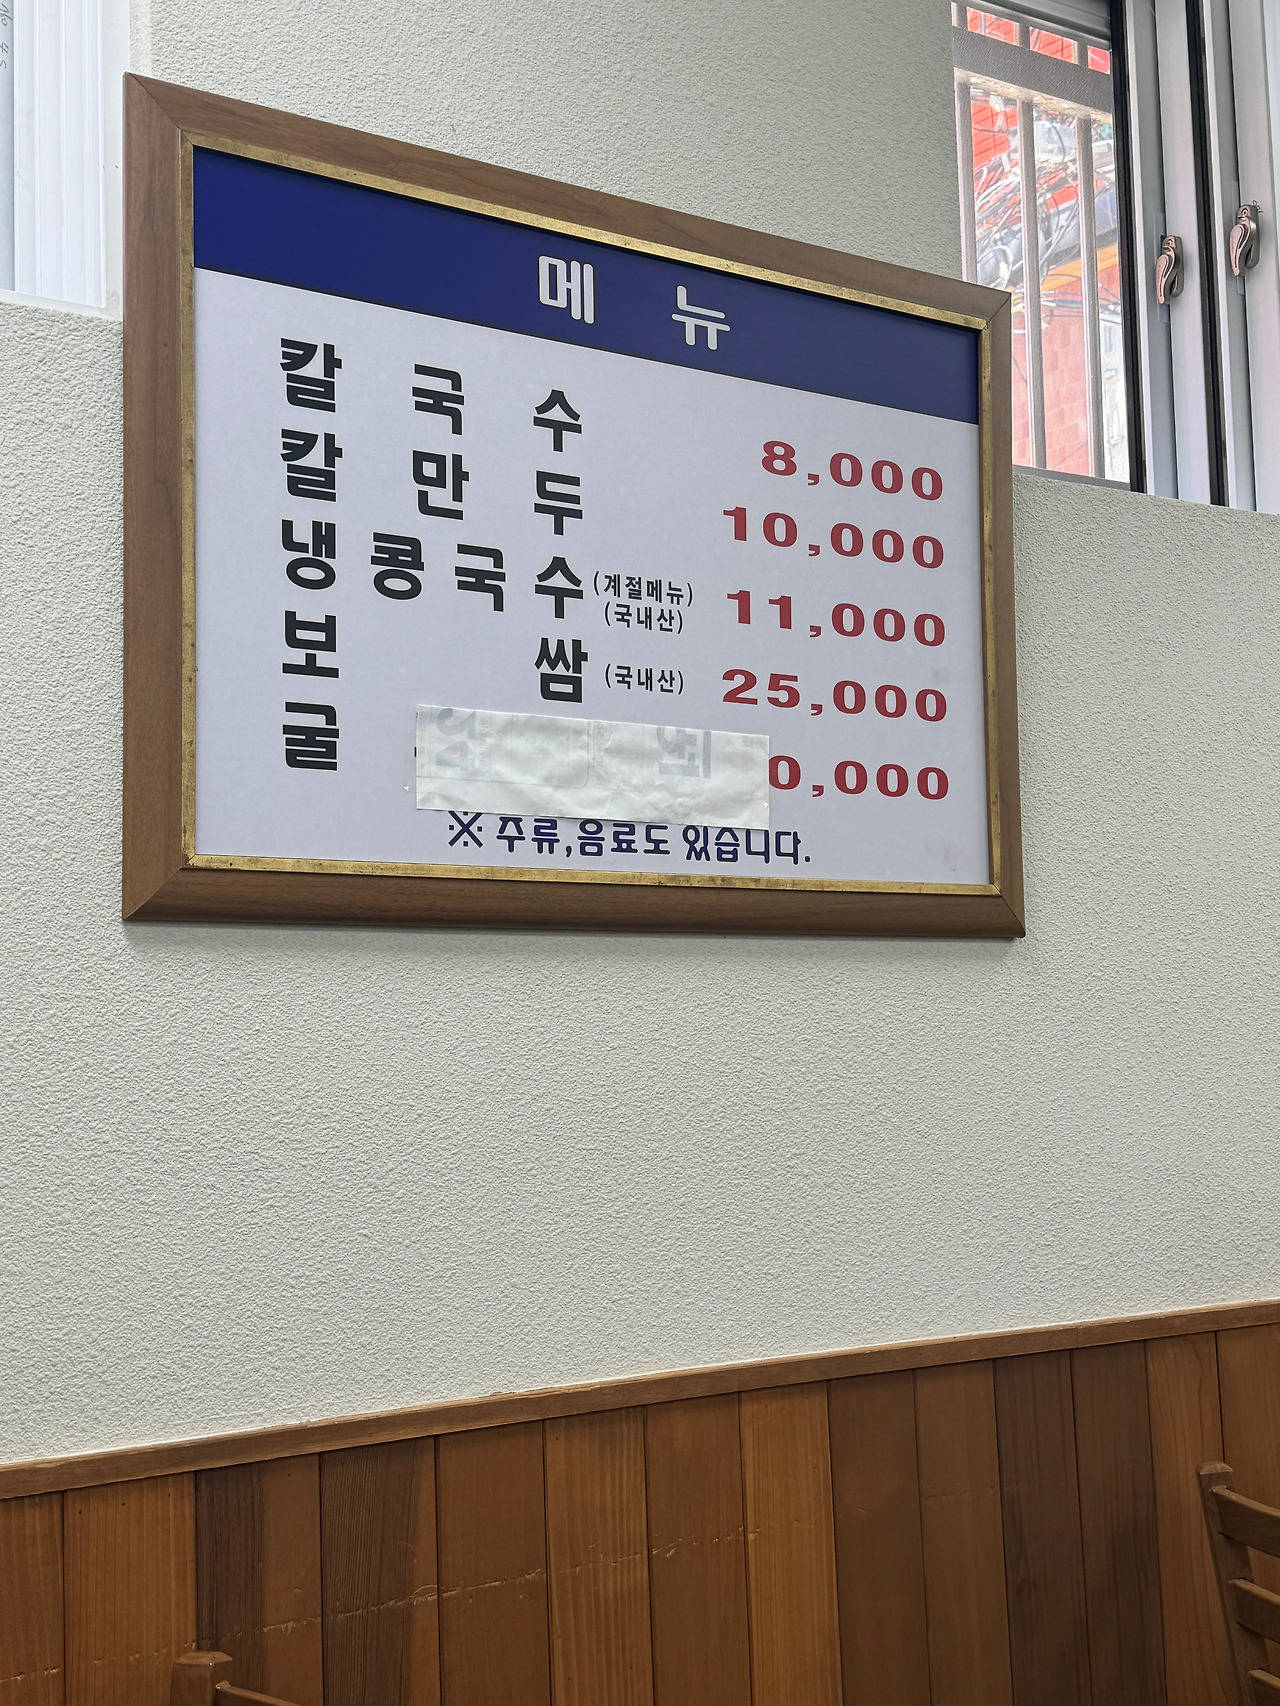 메 뉴
칼 국 수 8,000
칼 만 두 10,000
냉 콩 국 수 (계절메뉴) (국내산) 11,000
보 쌈 (국내산) 25,000
굴 0,000
※ 주류,음료도 있습니다.